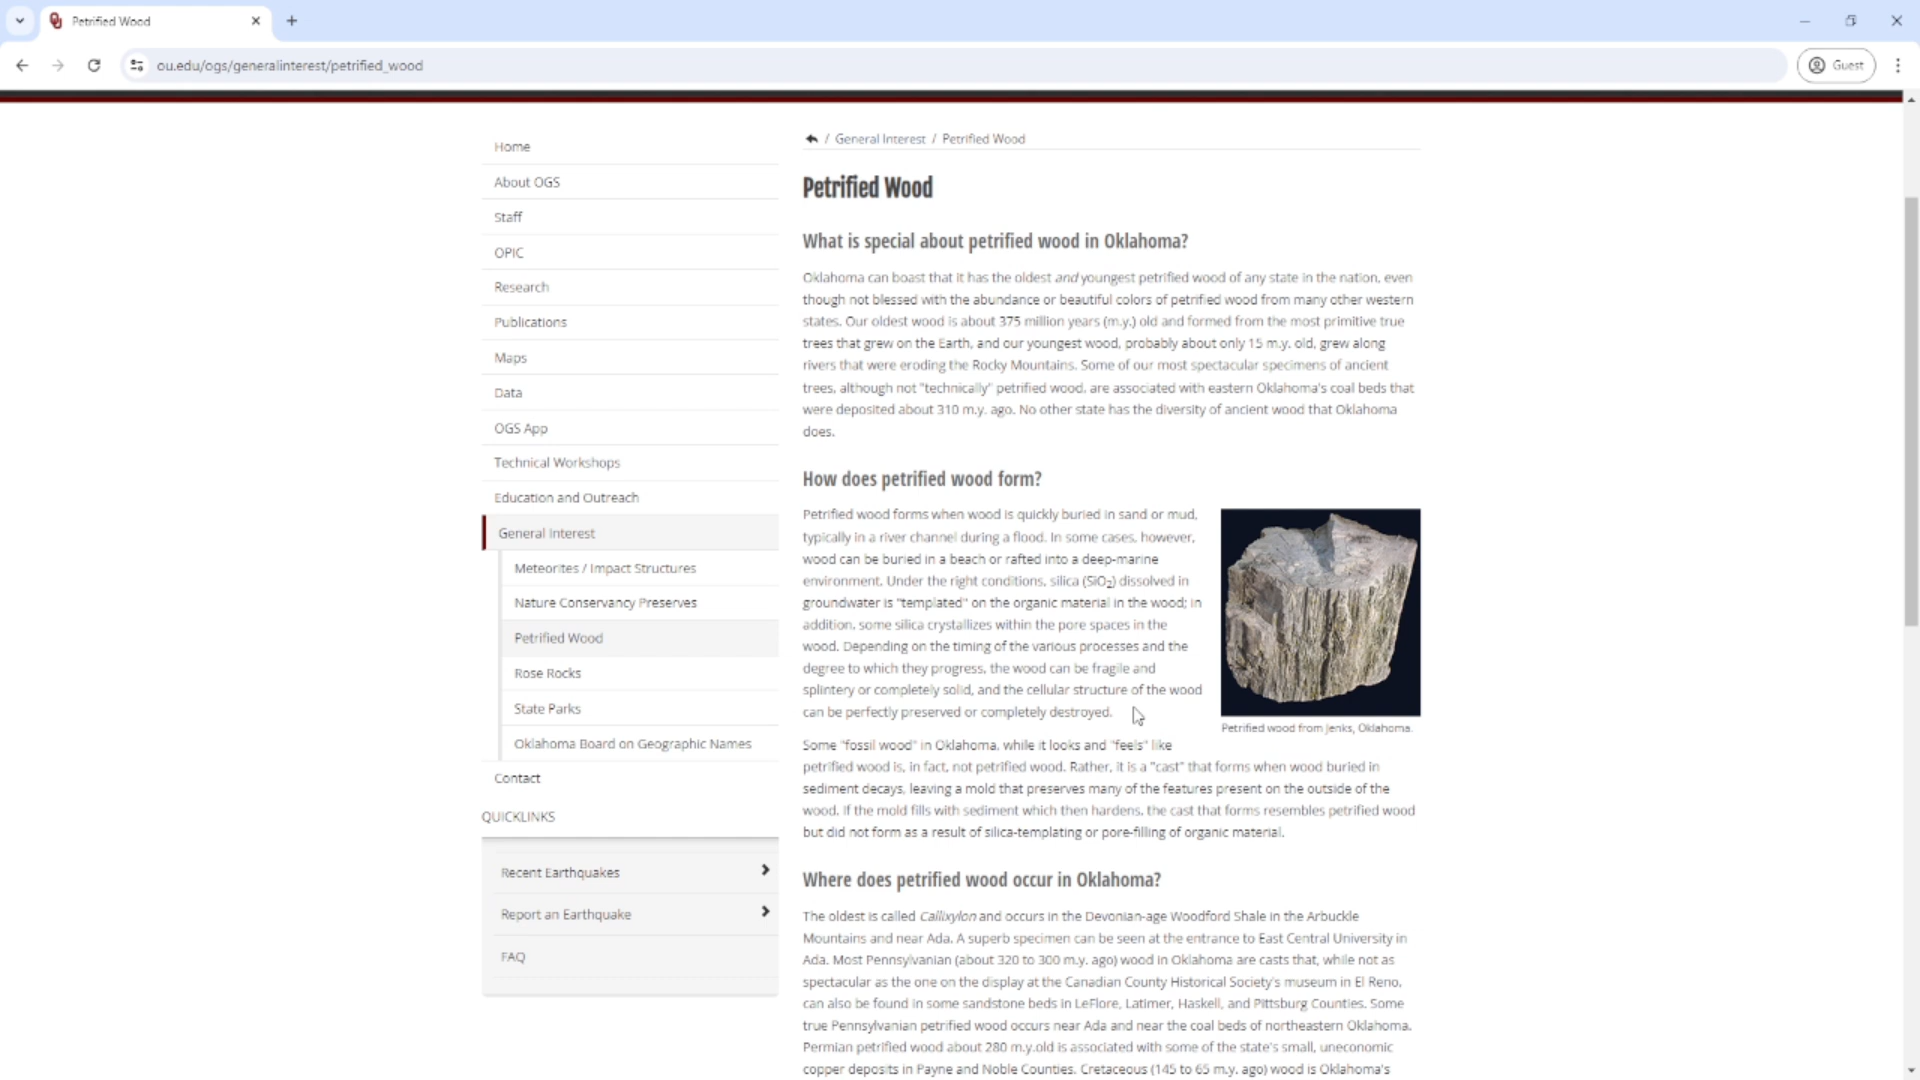 Petrified Wood
ou.edu/ogs/generalinterest/petrified_wood
Guest
Home
About OGS
Staff
OPIC
Research
Publications
Maps
Data
OGS App
Technical Workshops
Education and Outreach
General Interest
Meteorites / Impact Structures
Nature Conservancy Preserves
Petrified Wood
Rose Rocks
State Parks
Oklahoma Board on Geographic Names
Contact
QUICKLINKS
Recent Earthquakes
Report an Earthquake
FAQ
/ General Interest / Petrified Wood
Petrified Wood
What is special about petrified wood in Oklahoma?
Oklahoma can boast that it has the oldest and youngest petrified wood of any state in the nation, even
though not blessed with the abundance or beautiful colors of petrified wood from many other western
states. Our oldest wood is about 375 million years (m.y.) old and formed from the most primitive true
trees that grew on the Earth, and our youngest wood, probably about only 15 m.y. old, grew along
rivers that were eroding the Rocky Mountains. Some of our most spectacular specimens of ancient
trees, although not "technically" petrified wood, are associated with eastern Oklahoma's coal beds that
were deposited about 310 m.y. ago. No other state has the diversity of ancient wood that Oklahoma
does.
How does petrified wood form?
Petrified wood forms when wood is quickly buried in sand or mud,
typically in a river channel during a flood. In some cases, however,
wood can be buried in a beach or rafted into a deep-marine
environment. Under the right conditions, silica (SiO2) dissolved in
groundwater is "templated" on the organic material in the wood; in
addition, some silica crystallizes within the pore spaces in the
wood. Depending on the timing of the various processes and the
degree to which they progress, the wood can be fragile and
splintery or completely solid, and the cellular structure of the wood
can be perfectly preserved or completely destroyed.
Petrified wood from Jenks, Oklahoma.
Some "fossil wood" in Oklahoma, while it looks and "feels" like
petrified wood is, in fact, not petrified wood. Rather, it is a "cast" that forms when wood buried in
sediment decays, leaving a mold that preserves many of the features present on the outside of the
wood. If the mold fills with sediment which then hardens, the cast that forms resembles petrified wood
but did not form as a result of silica-templating or pore-filling of organic material.
Where does petrified wood occur in Oklahoma?
The oldest is called Callixylon and occurs in the Devonian-age Woodford Shale in the Arbuckle
Mountains and near Ada. A superb specimen can be seen at the entrance to East Central University in
Ada. Most Pennsylvanian (about 320 to 300 m.y. ago) wood in Oklahoma are casts that, while not as
spectacular as the one on the display at the Canadian County Historical Society's museum in El Reno,
can also be found in some sandstone beds in LeFlore, Latimer, Haskell, and Pittsburg Counties. Some
true Pennsylvanian petrified wood occurs near Ada and near the coal beds of northeastern Oklahoma.
Permian petrified wood about 280 m.y.old is associated with some of the state's small, uneconomic
copper deposits in Payne and Noble Counties. Cretaceous (145 to 65 m.y. ago) wood is Oklahoma's